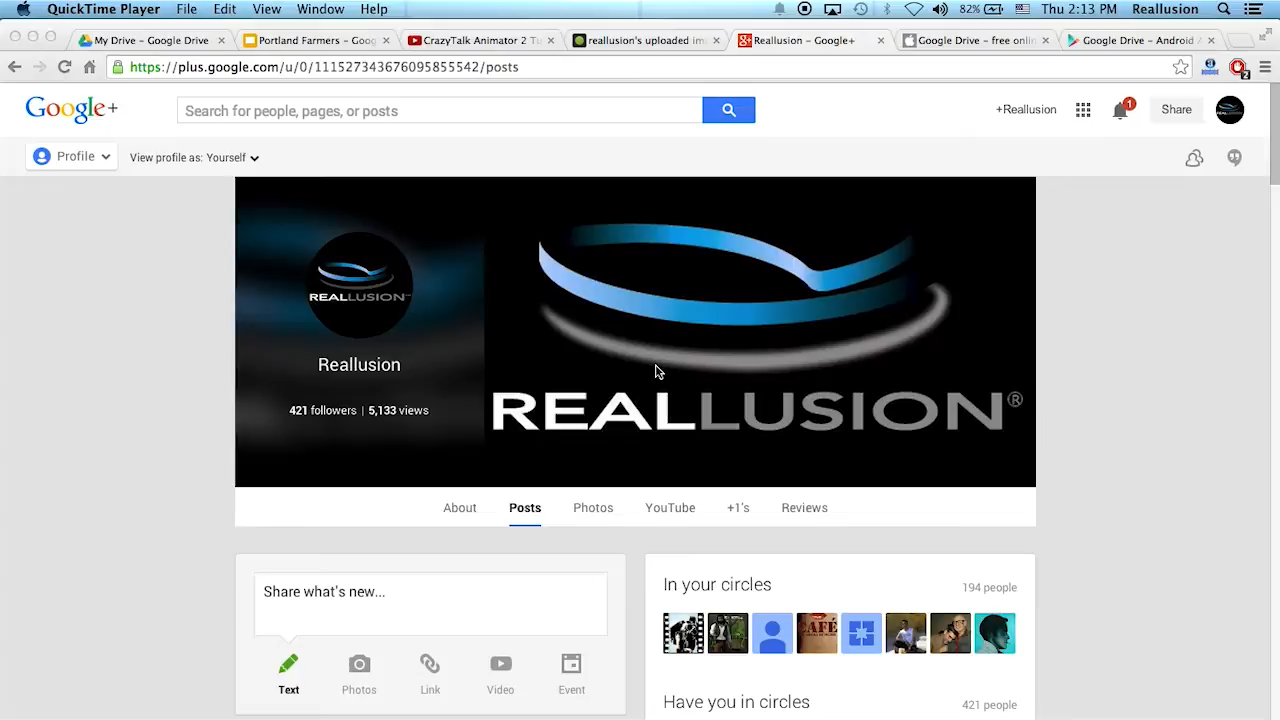 QuickTime Player File Edit View Window Help 82% Thu 2:13 PM Reallusion
My Drive – Google Drive
Portland Farmers – Goog
CrazyTalk Animator 2 Tu
reallusion's uploaded im
Reallusion – Google+
Google Drive – free onlin
Google Drive – Android A
https://plus.google.com/u/0/111527343676095855542/posts
2
Google+
Search for people, pages, or posts
+Reallusion
1
Share
Profile
View profile as: Yourself
REALLUSION
Reallusion
421 followers | 5,133 views
REALLUSION®
About Posts Photos YouTube +1's Reviews
Share what's new...
Text Photos Link Video Event
In your circles 194 people
CAFÉ
Have you in circles 421 people